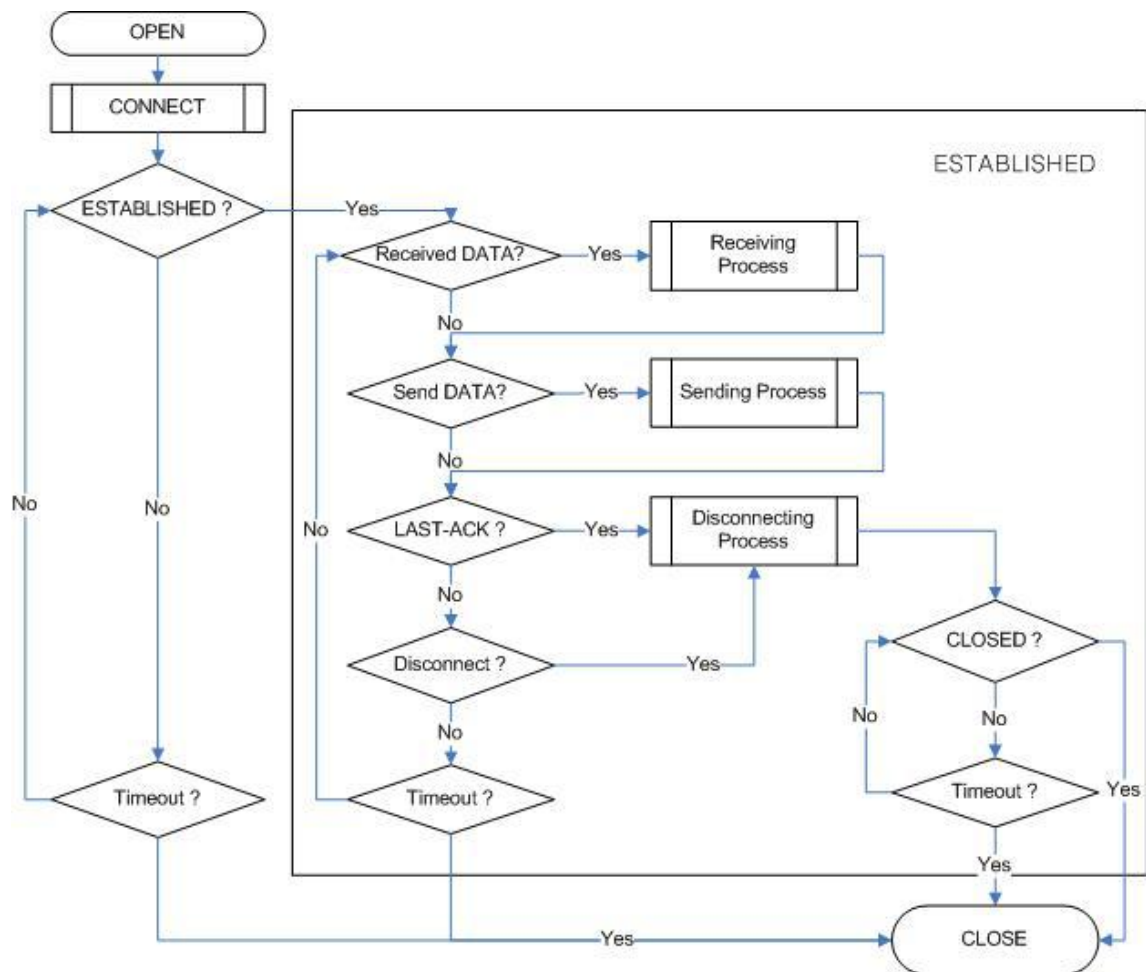 OPEN
CONNECT
ESTABLISHED
ESTABLISHED ?
Yes
Received DATA?
Yes
Receiving
Process
No
Send DATA?
Yes
Sending Process
No
No
No
No
LAST-ACK ?
Yes
Disconnecting
Process
No
CLOSED ?
Disconnect ?
Yes
No
No
No
Timeout ?
Timeout ?
Timeout ?
Yes
Yes
Yes
CLOSE